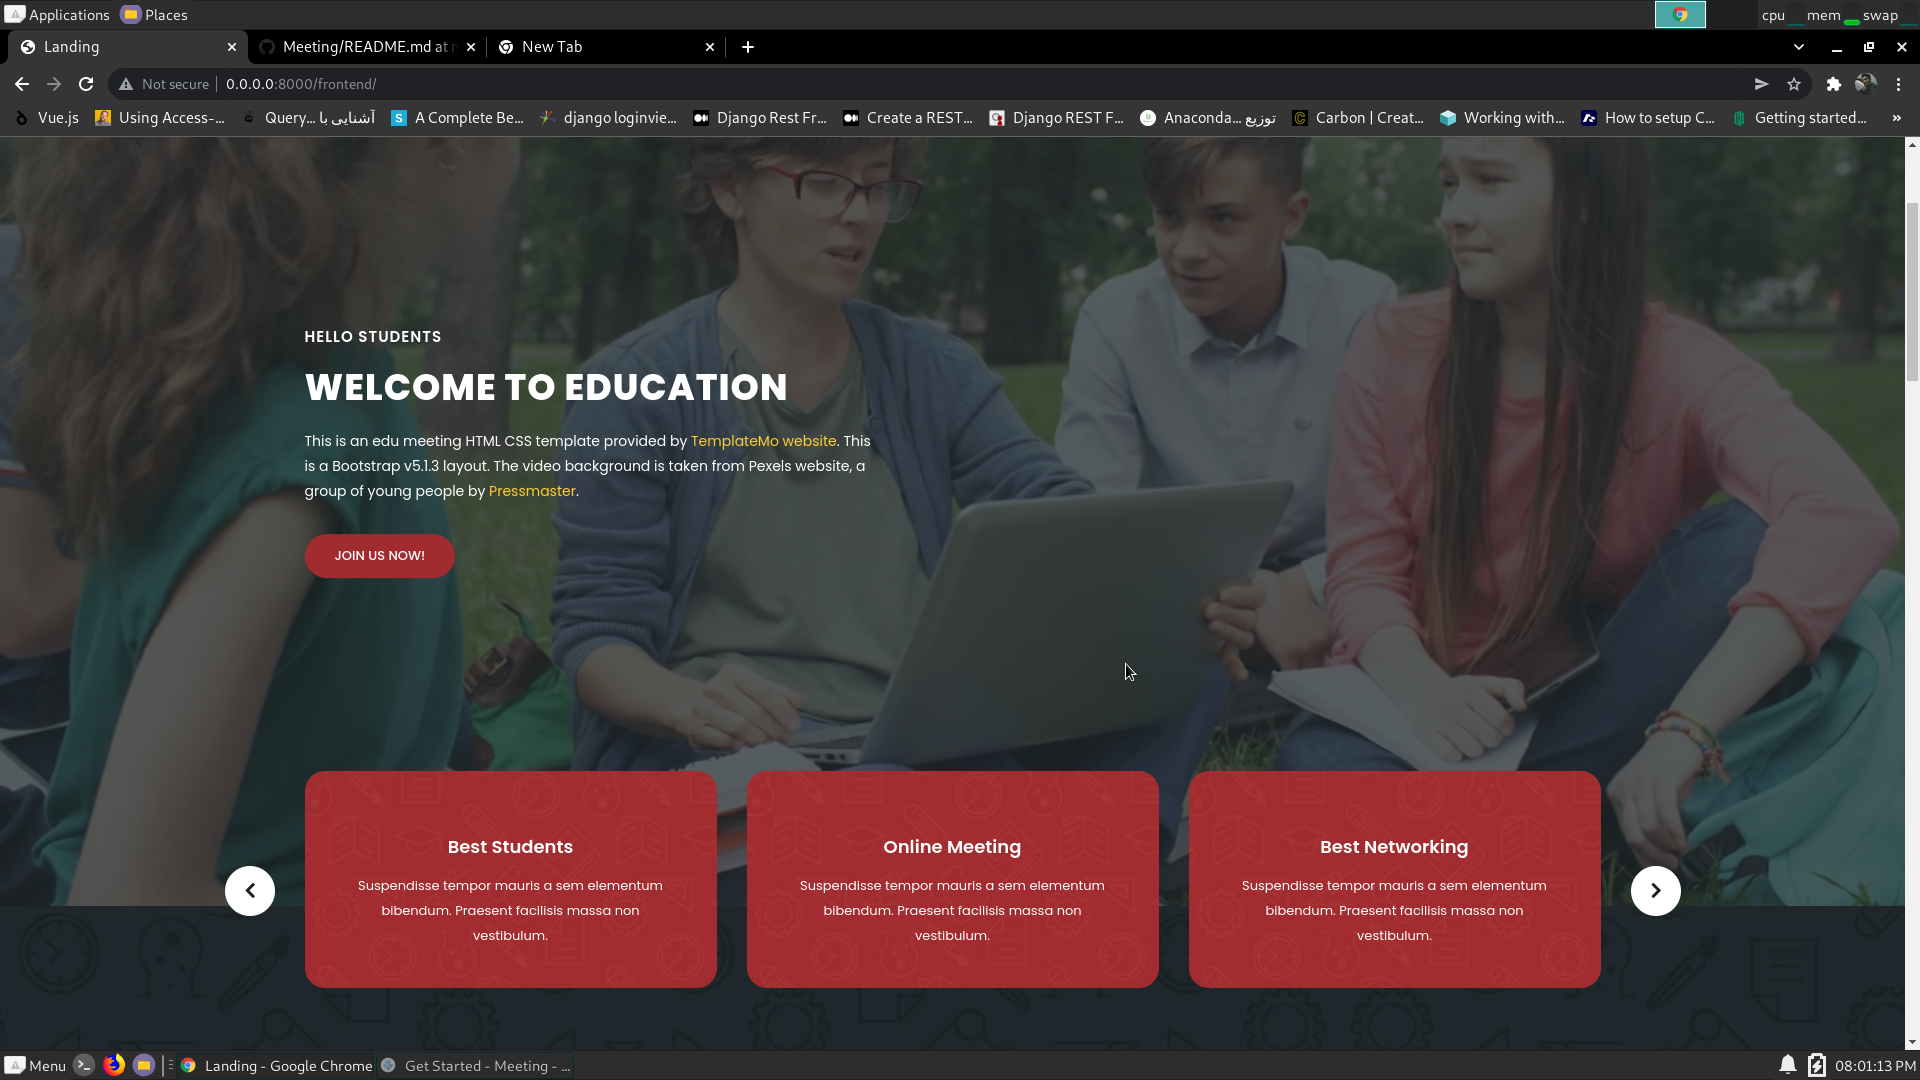 Applications Places cpu mem swap
Landing Meeting/README.md at New Tab
Not secure 0.0.0.0:8000/frontend/
Vue.js Using Access-... Query... آشنایی با A Complete Be... django loginvie... Django Rest Fr... Create a REST... Django REST F... Anaconda... توزیع Carbon | Creat... Working with... How to setup C... Getting started... »
HELLO STUDENTS
WELCOME TO EDUCATION
This is an edu meeting HTML CSS template provided by TemplateMo website. This
is a Bootstrap v5.1.3 layout. The video background is taken from Pexels website, a
group of young people by Pressmaster.
JOIN US NOW!
Best Students
Suspendisse tempor mauris a sem elementum
bibendum. Praesent facilisis massa non
vestibulum.
Online Meeting
Suspendisse tempor mauris a sem elementum
bibendum. Praesent facilisis massa non
vestibulum.
Best Networking
Suspendisse tempor mauris a sem elementum
bibendum. Praesent facilisis massa non
vestibulum.
Menu Landing - Google Chrome Get Started - Meeting - ... 08:01:13 PM